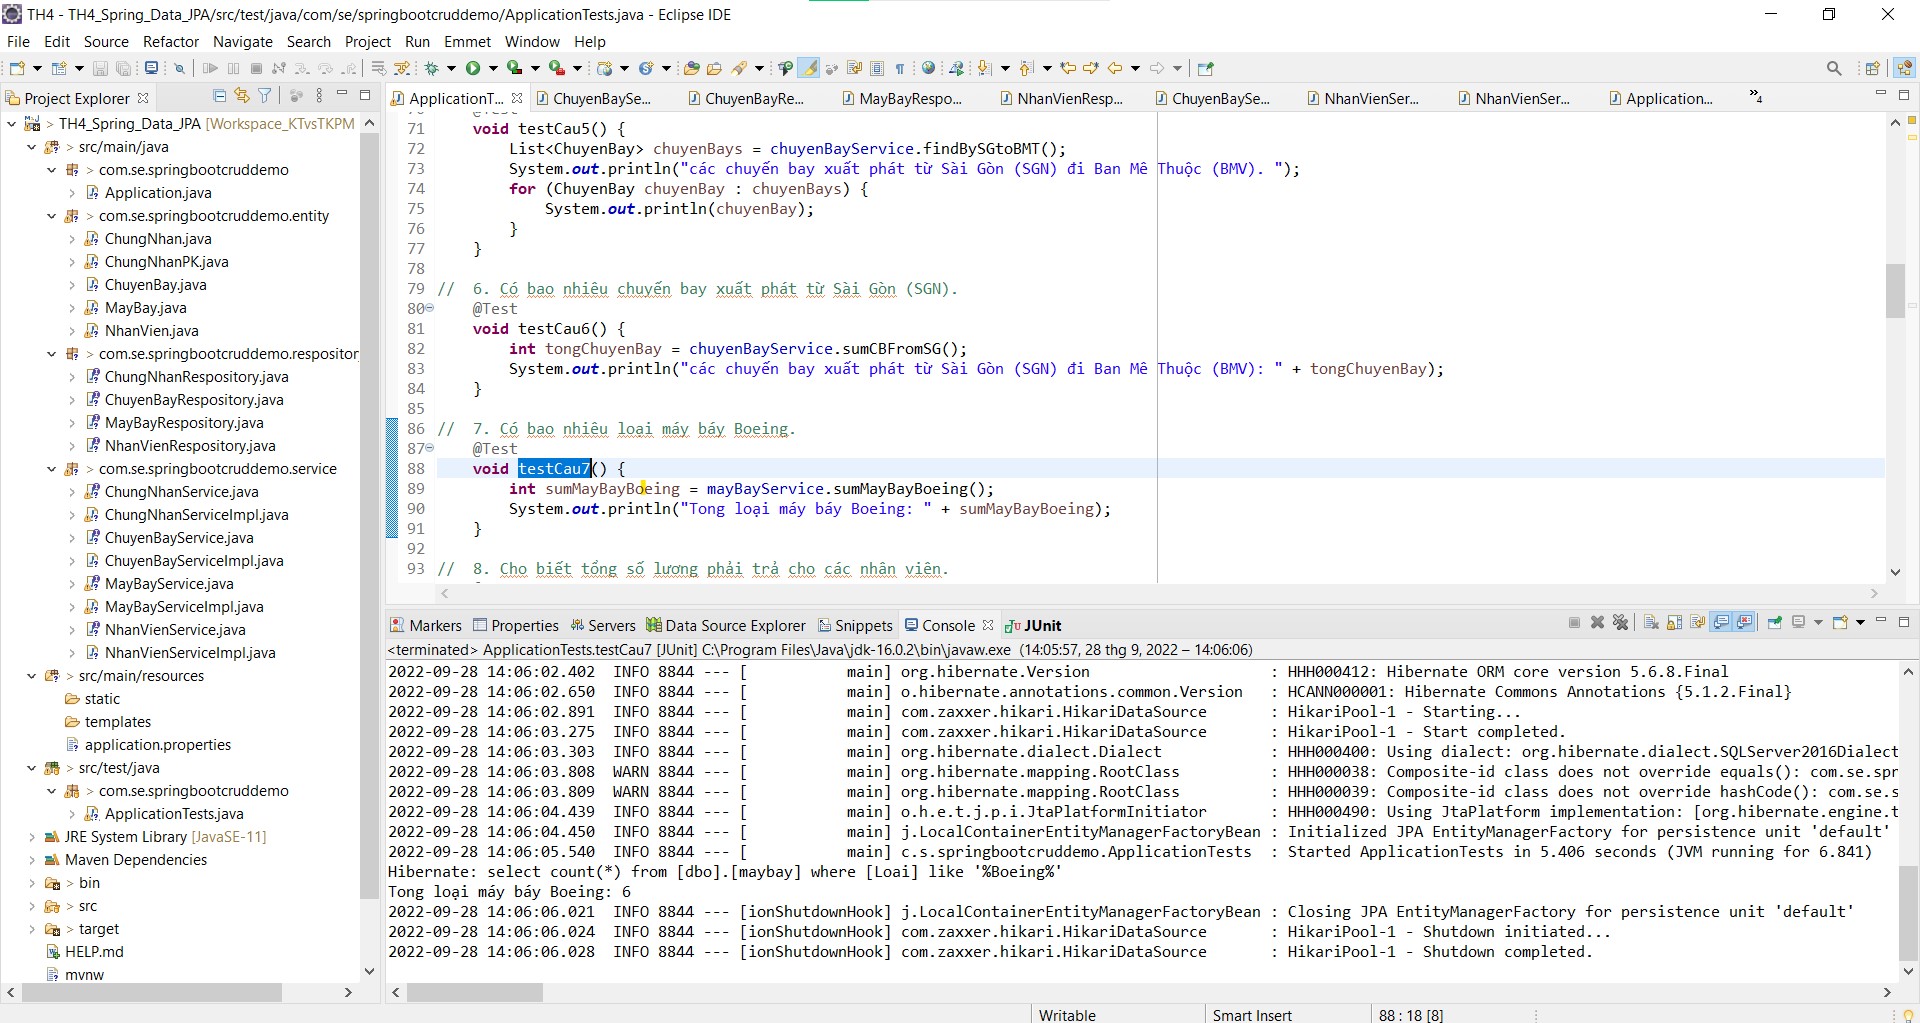 TH4 - TH4_Spring_Data_JPA/src/test/java/com/se/springbootcruddemo/ApplicationTests.java - Eclipse IDE
File Edit Source Refactor Navigate Search Project Run Emmet Window Help
Project Explorer
TH4_Spring_Data_JPA [Workspace_KTvsTKPM
src/main/java
com.se.springbootcruddemo
Application.java
com.se.springbootcruddemo.entity
ChungNhan.java
ChungNhanPK.java
ChuyenBay.java
MayBay.java
NhanVien.java
com.se.springbootcruddemo.respositor
ChungNhanRespository.java
ChuyenBayRespository.java
MayBayRespository.java
NhanVienRespository.java
com.se.springbootcruddemo.service
ChungNhanService.java
ChungNhanServiceImpl.java
ChuyenBayService.java
ChuyenBayServiceImpl.java
MayBayService.java
MayBayServiceImpl.java
NhanVienService.java
NhanVienServiceImpl.java
src/main/resources
static
templates
application.properties
src/test/java
com.se.springbootcruddemo
ApplicationTests.java
JRE System Library [JavaSE-11]
Maven Dependencies
bin
src
target
HELP.md
mvnw
ApplicationT... ChuyenBaySe... ChuyenBayRe... MayBayRespo... NhanVienResp... ChuyenBaySe... NhanVienSer... NhanVienSer... Application... »4
71 void testCau5() {
72 List<ChuyenBay> chuyenBays = chuyenBayService.findBySGtoBMT();
73 System.out.println("các chuyến bay xuất phát từ Sài Gòn (SGN) đi Ban Mê Thuộc (BMV). ");
74 for (ChuyenBay chuyenBay : chuyenBays) {
75 System.out.println(chuyenBay);
76 }
77 }
78
79 // 6. Có bao nhiêu chuyến bay xuất phát từ Sài Gòn (SGN).
80 @Test
81 void testCau6() {
82 int tongChuyenBay = chuyenBayService.sumCBFromSG();
83 System.out.println("các chuyến bay xuất phát từ Sài Gòn (SGN) đi Ban Mê Thuộc (BMV): " + tongChuyenBay);
84 }
85
86 // 7. Có bao nhiêu loại máy báy Boeing.
87 @Test
88 void testCau7() {
89 int sumMayBayBoeing = mayBayService.sumMayBayBoeing();
90 System.out.println("Tong loại máy báy Boeing: " + sumMayBayBoeing);
91 }
92
93 // 8. Cho biết tổng số lương phải trả cho các nhân viên.
Markers Properties Servers Data Source Explorer Snippets Console JUnit
<terminated> ApplicationTests.testCau7 [JUnit] C:\Program Files\Java\jdk-16.0.2\bin\javaw.exe (14:05:57, 28 thg 9, 2022 – 14:06:06)
2022-09-28 14:06:02.402 INFO 8844 --- [ main] org.hibernate.Version : HHH000412: Hibernate ORM core version 5.6.8.Final
2022-09-28 14:06:02.650 INFO 8844 --- [ main] o.hibernate.annotations.common.Version : HCANN000001: Hibernate Commons Annotations {5.1.2.Final}
2022-09-28 14:06:02.891 INFO 8844 --- [ main] com.zaxxer.hikari.HikariDataSource : HikariPool-1 - Starting...
2022-09-28 14:06:03.275 INFO 8844 --- [ main] com.zaxxer.hikari.HikariDataSource : HikariPool-1 - Start completed.
2022-09-28 14:06:03.303 INFO 8844 --- [ main] org.hibernate.dialect.Dialect : HHH000400: Using dialect: org.hibernate.dialect.SQLServer2016Dialect
2022-09-28 14:06:03.808 WARN 8844 --- [ main] org.hibernate.mapping.RootClass : HHH000038: Composite-id class does not override equals(): com.se.spr
2022-09-28 14:06:03.809 WARN 8844 --- [ main] org.hibernate.mapping.RootClass : HHH000039: Composite-id class does not override hashCode(): com.se.s
2022-09-28 14:06:04.439 INFO 8844 --- [ main] o.h.e.t.j.p.i.JtaPlatformInitiator : HHH000490: Using JtaPlatform implementation: [org.hibernate.engine.t
2022-09-28 14:06:04.450 INFO 8844 --- [ main] j.LocalContainerEntityManagerFactoryBean : Initialized JPA EntityManagerFactory for persistence unit 'default'
2022-09-28 14:06:05.540 INFO 8844 --- [ main] c.s.springbootcruddemo.ApplicationTests : Started ApplicationTests in 5.406 seconds (JVM running for 6.841)
Hibernate: select count(*) from [dbo].[maybay] where [Loai] like '%Boeing%'
Tong loại máy báy Boeing: 6
2022-09-28 14:06:06.021 INFO 8844 --- [ionShutdownHook] j.LocalContainerEntityManagerFactoryBean : Closing JPA EntityManagerFactory for persistence unit 'default'
2022-09-28 14:06:06.024 INFO 8844 --- [ionShutdownHook] com.zaxxer.hikari.HikariDataSource : HikariPool-1 - Shutdown initiated...
2022-09-28 14:06:06.028 INFO 8844 --- [ionShutdownHook] com.zaxxer.hikari.HikariDataSource : HikariPool-1 - Shutdown completed.
Writable Smart Insert 88 : 18 [8]